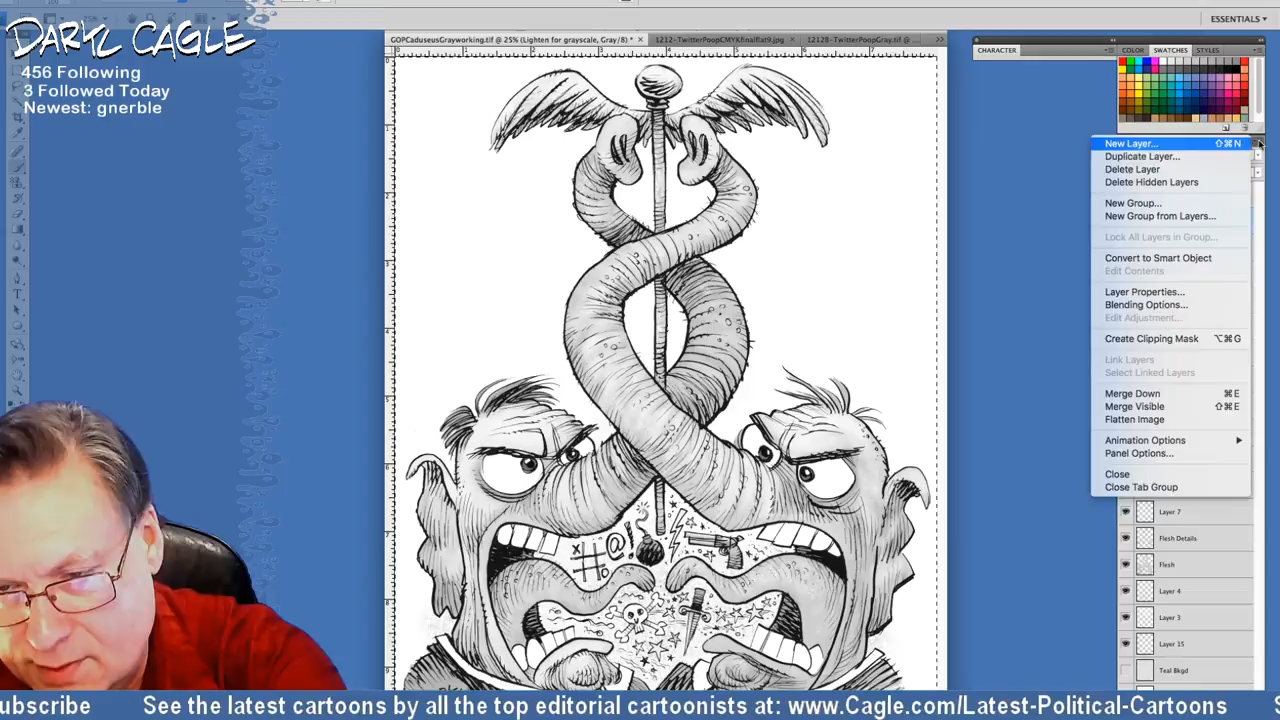 DARYL CAGLE
456 Following
3 Followed Today
Newest: gnerble
ESSENTIALS
GOPCaduseusGrayworking.tif @ 25% (Lighten for grayscale, Gray/8) *
1212-TwitterPoopCMYKfinalflat9.jpg
12128-TwitterPoopGray.tif @ ...
CHARACTER
COLOR SWATCHES STYLES
New Layer... ⇧⌘N
Duplicate Layer...
Delete Layer
Delete Hidden Layers
New Group...
New Group from Layers...
Lock All Layers in Group...
Convert to Smart Object
Edit Contents
Layer Properties...
Blending Options...
Edit Adjustment...
Create Clipping Mask ⌥⌘G
Link Layers
Select Linked Layers
Merge Down ⌘E
Merge Visible ⇧⌘E
Flatten Image
Animation Options
Panel Options...
Close
Close Tab Group
Layer 7
Flesh Details
Flesh
Layer 4
Layer 3
Layer 15
Teal Bkgd
#@!
ubscribe See the latest cartoons by all the top editorial cartoonists at: www.Cagle.com/Latest-Political-Cartoons